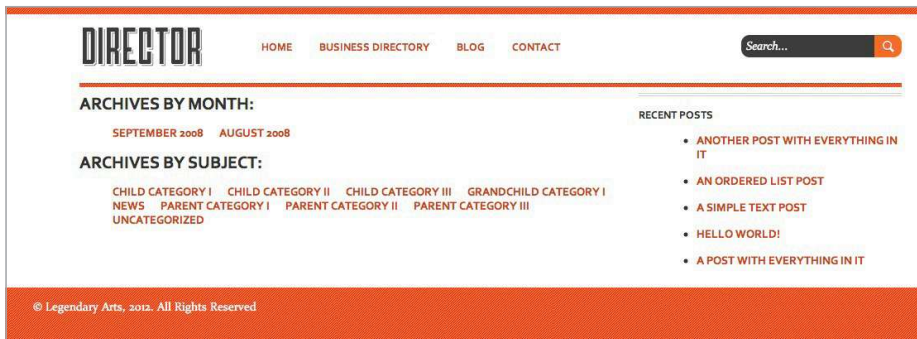 DIRECTOR
HOME BUSINESS DIRECTORY BLOG CONTACT
Search...
ARCHIVES BY MONTH:
SEPTEMBER 2008 AUGUST 2008
ARCHIVES BY SUBJECT:
CHILD CATEGORY I CHILD CATEGORY II CHILD CATEGORY III GRANDCHILD CATEGORY I
NEWS PARENT CATEGORY I PARENT CATEGORY II PARENT CATEGORY III
UNCATEGORIZED
RECENT POSTS
ANOTHER POST WITH EVERYTHING IN
IT
AN ORDERED LIST POST
A SIMPLE TEXT POST
HELLO WORLD!
A POST WITH EVERYTHING IN IT
© Legendary Arts, 2012. All Rights Reserved